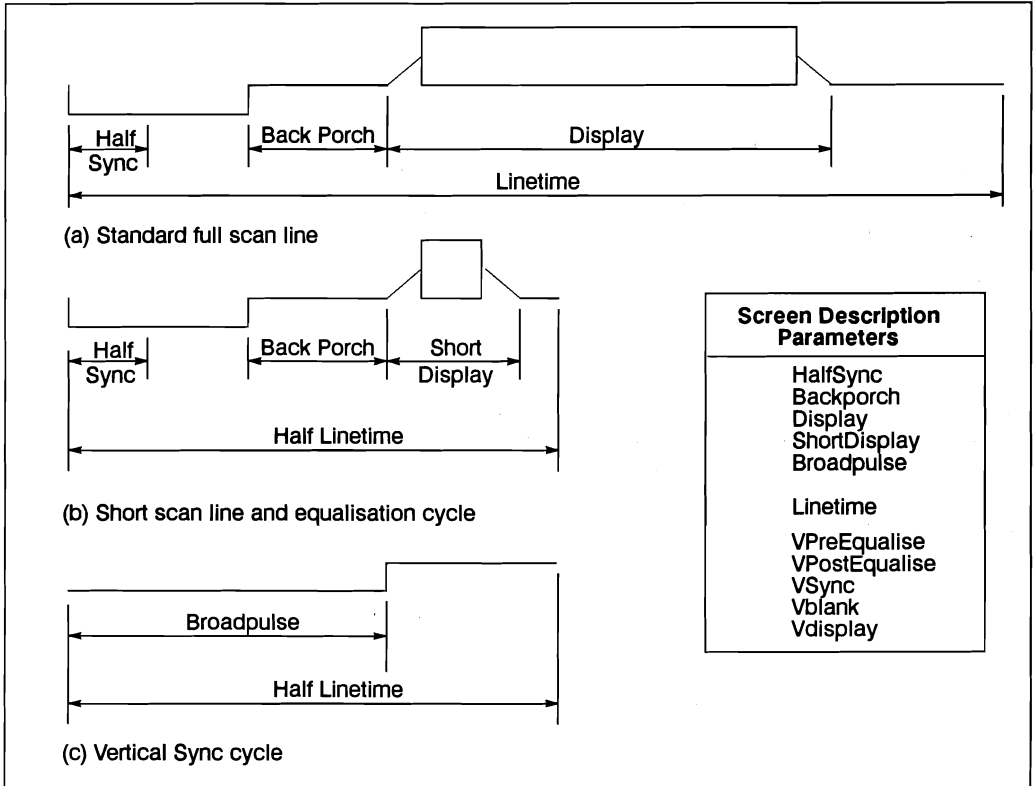 Half
Sync
Back Porch
Display
Linetime
(a) Standard full scan line
Half
Sync
Back Porch
Short
Display
Half Linetime
(b) Short scan line and equalisation cycle
Broadpulse
Half Linetime
(c) Vertical Sync cycle
Screen Description
Parameters
HalfSync
Backporch
Display
ShortDisplay
Broadpulse
Linetime
VPreEqualise
VPostEqualise
VSync
Vblank
Vdisplay